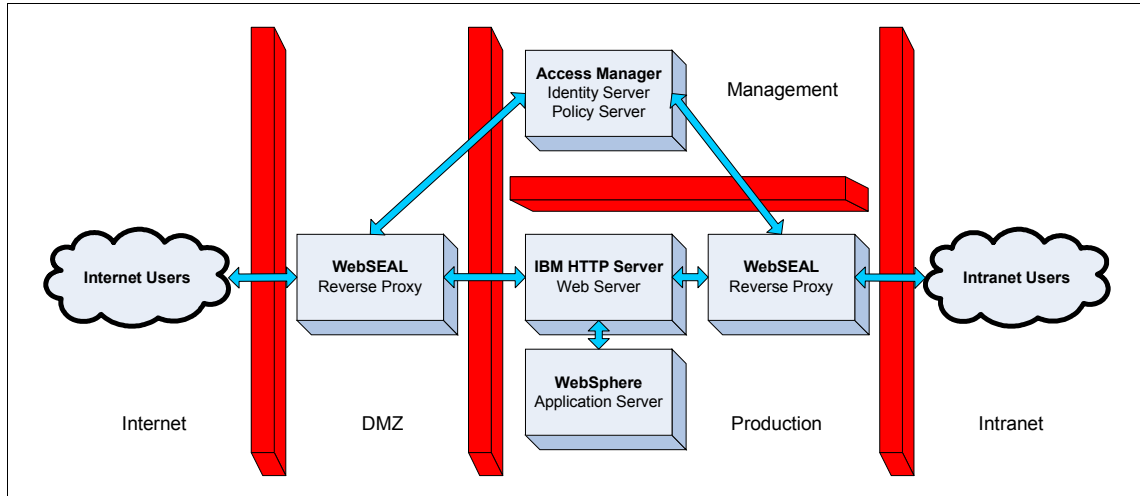 Access Manager
Identity Server
Policy Server
Management
Internet Users
WebSEAL
Reverse Proxy
IBM HTTP Server
Web Server
WebSEAL
Reverse Proxy
Intranet Users
WebSphere
Application Server
Internet
DMZ
Production
Intranet